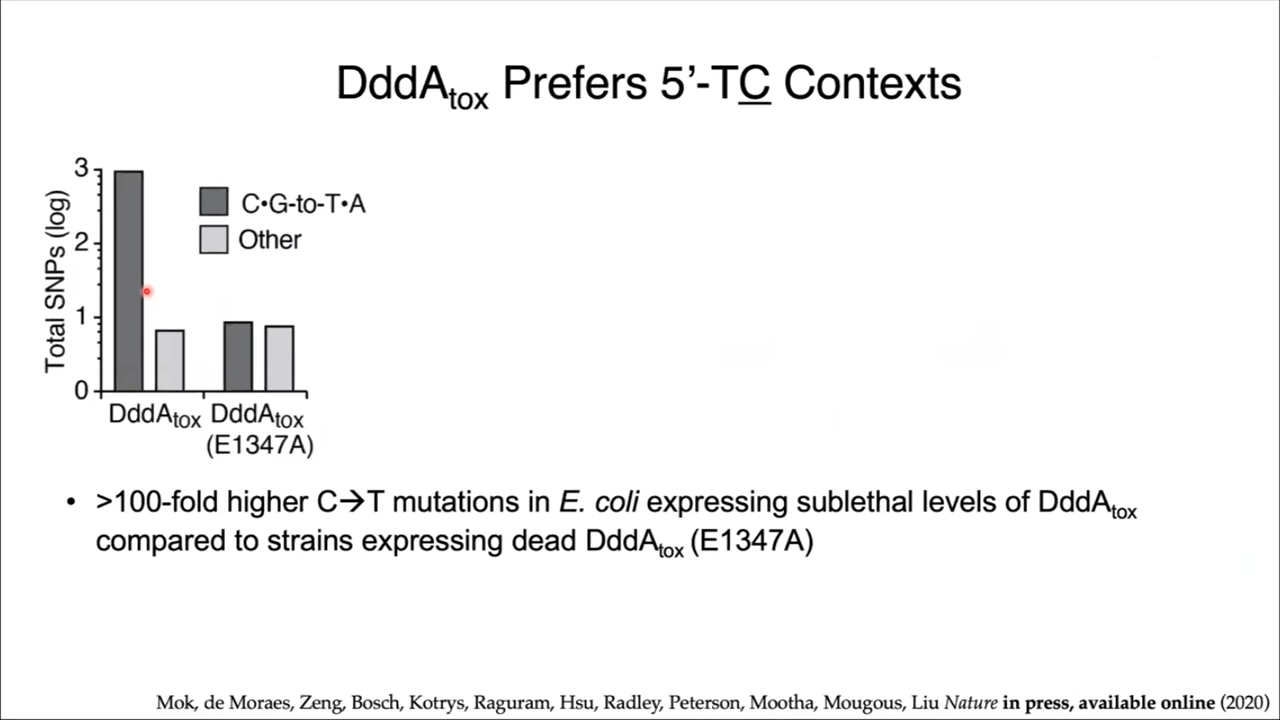 DddAtox Prefers 5’-TC Contexts
3
2
1
0
Total SNPs (log)
C•G-to-T•A
Other
DddAtox DddAtox
(E1347A)
• >100-fold higher C→T mutations in E. coli expressing sublethal levels of DddAtox
compared to strains expressing dead DddAtox (E1347A)
Mok, de Moraes, Zeng, Bosch, Kotrys, Raguram, Hsu, Radley, Peterson, Mootha, Mougous, Liu Nature in press, available online (2020)